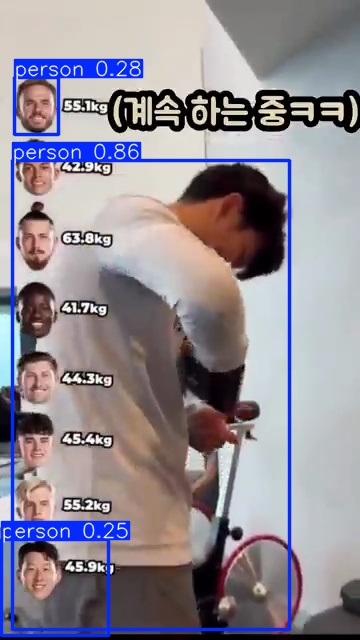 person 0.28
55.1kg
(계속 하는 중ㅋㅋ)
person 0.86
42.9kg
63.8kg
41.7kg
44.3kg
45.4kg
55.2kg
person 0.25
45.9kg